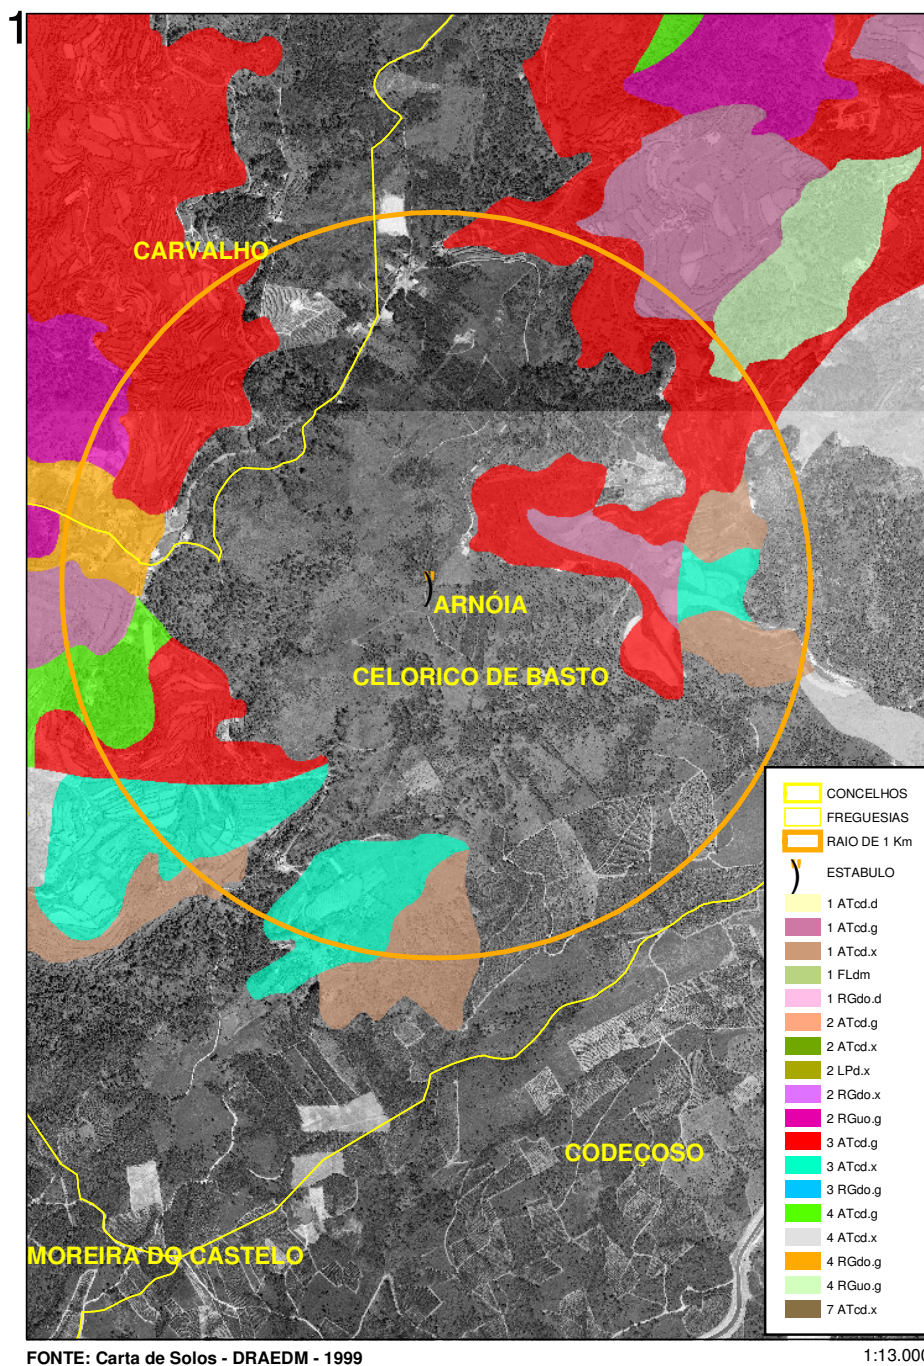 1
CARVALHO
ARNÓIA
CELORICO DE BASTO
CODEÇOSO
MOREIRA DO CASTELO
CONCELHOS
FREGUESIAS
RAIO DE 1 Km
ESTABULO
1 ATcd.d
1 ATcd.g
1 ATcd.x
1 FLdm
1 RGdo.d
2 ATcd.g
2 ATcd.x
2 LPd.x
2 RGdo.x
2 RGuo.g
3 ATcd.g
3 ATcd.x
3 RGdo.g
4 ATcd.g
4 ATcd.x
4 RGdo.g
4 RGuo.g
7 ATcd.x
FONTE: Carta de Solos - DRAEDM - 1999
1:13.000